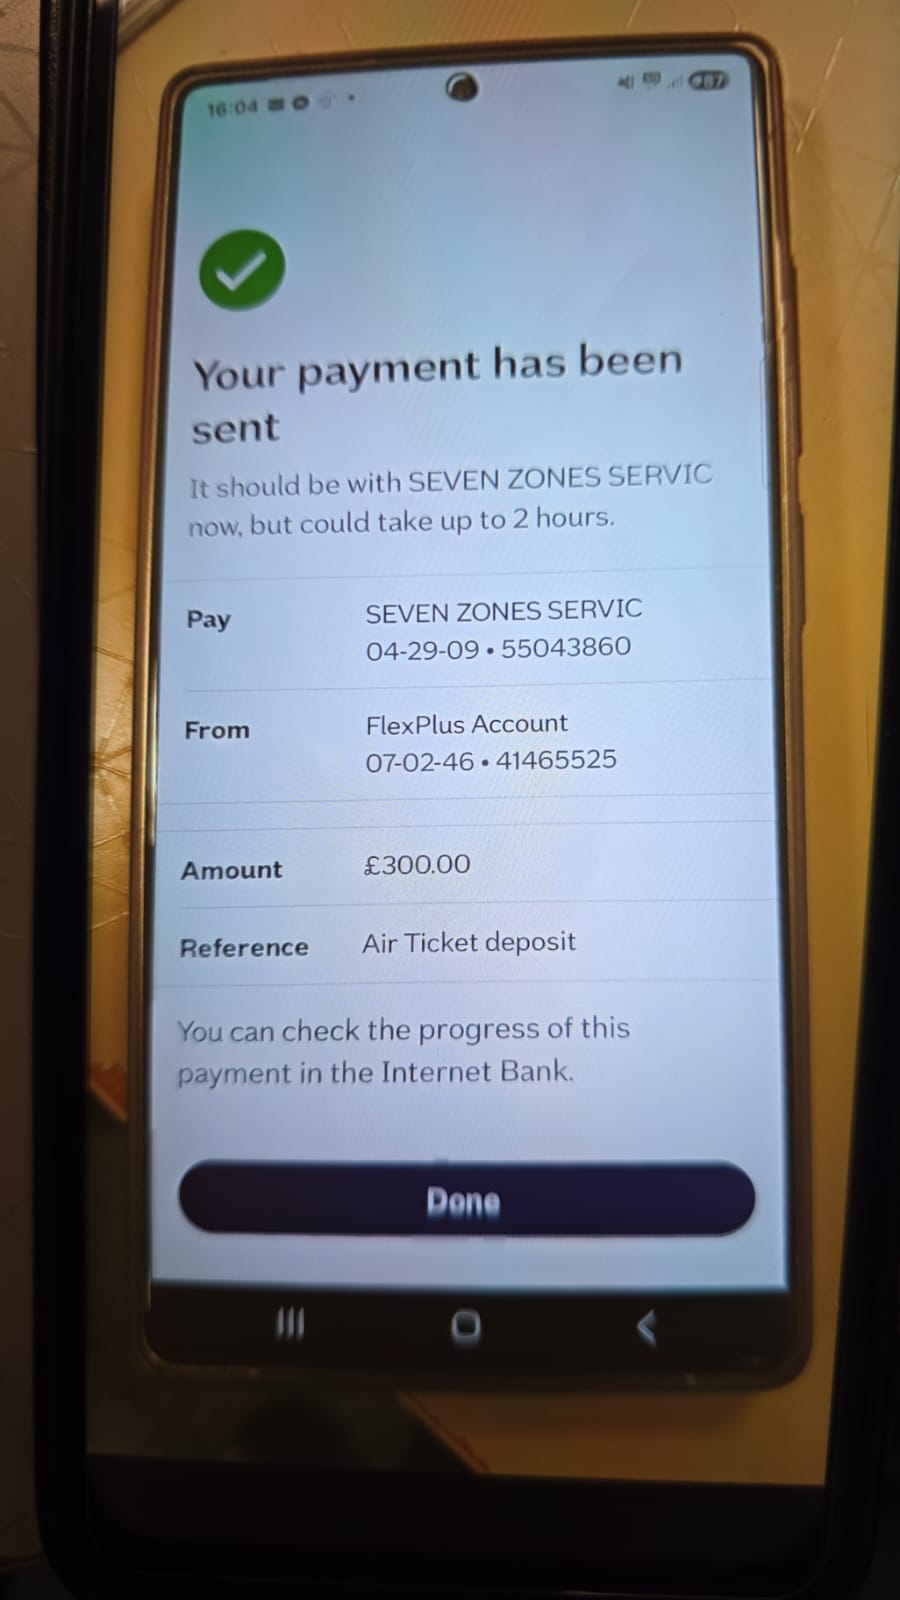 16:04
87
Your payment has been
sent
It should be with SEVEN ZONES SERVIC
now, but could take up to 2 hours.
Pay SEVEN ZONES SERVIC
04-29-09 • 55043860
From FlexPlus Account
07-02-46 • 41465525
Amount £300.00
Reference Air Ticket deposit
You can check the progress of this
payment in the Internet Bank.
Done